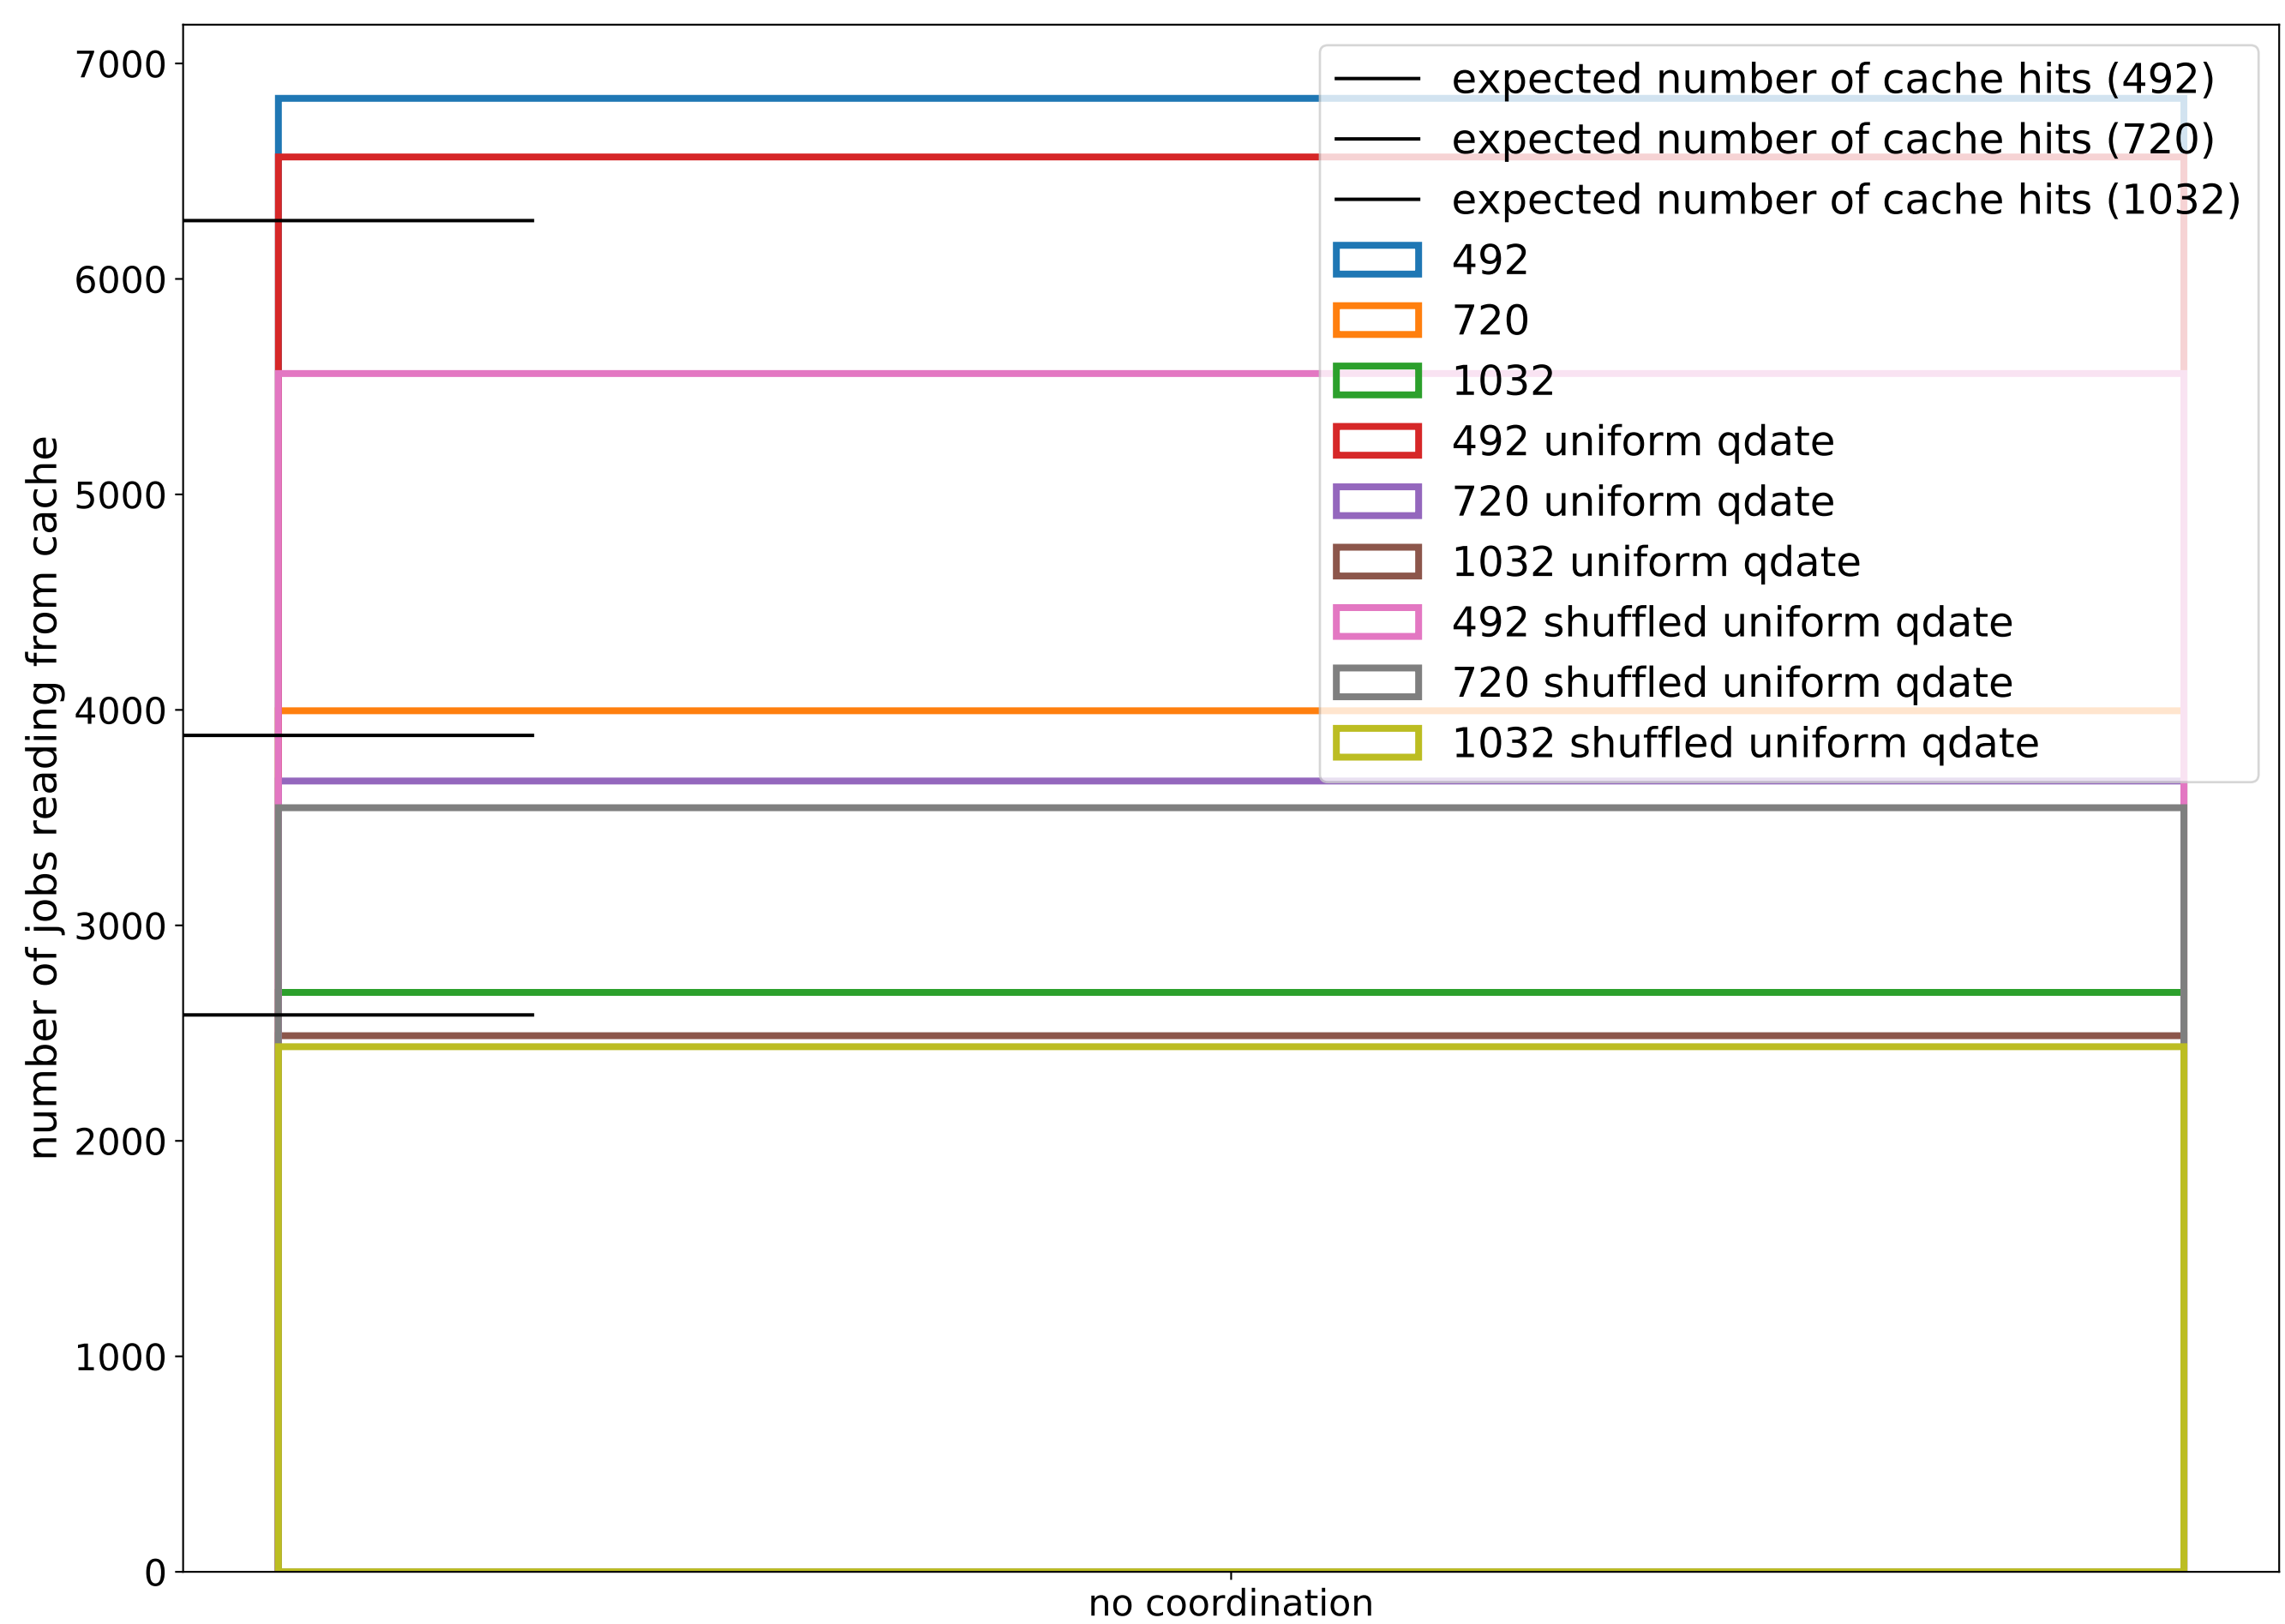 7000
6000
5000
4000
3000
2000
1000
0
number of jobs reading from cache
expected number of cache hits (492)
expected number of cache hits (720)
expected number of cache hits (1032)
492
720
1032
492 uniform qdate
720 uniform qdate
1032 uniform qdate
492 shuffled uniform qdate
720 shuffled uniform qdate
1032 shuffled uniform qdate
no coordination